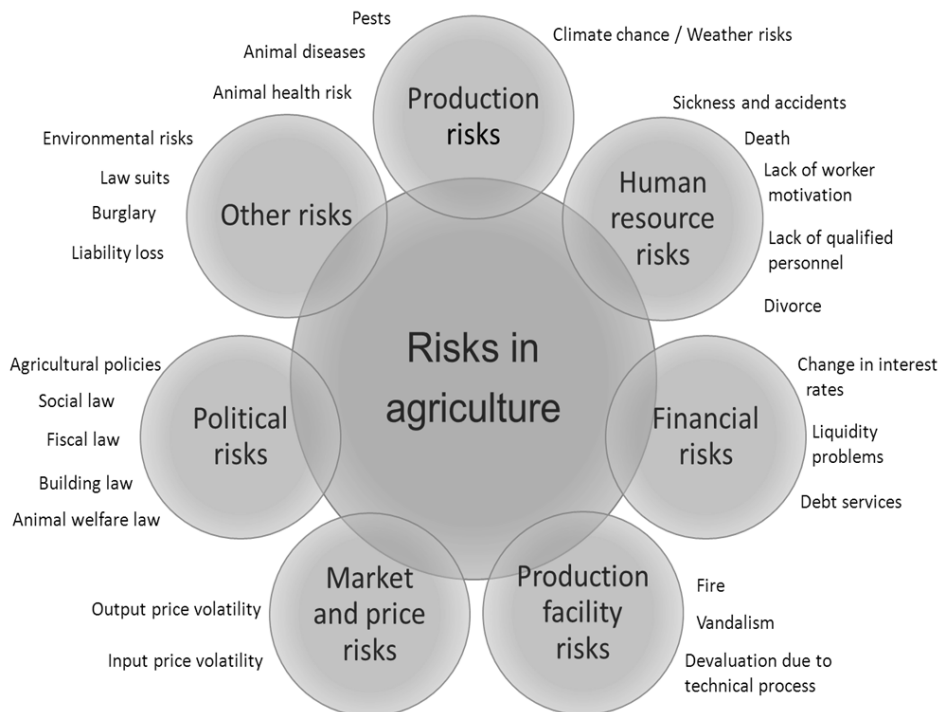 Pests
Animal diseases
Animal health risk
Climate chance / Weather risks
Production
risks
Sickness and accidents
Death
Lack of worker
motivation
Lack of qualified
personnel
Divorce
Human
resource
risks
Environmental risks
Law suits
Burglary
Liability loss
Other risks
Risks in
agriculture
Agricultural policies
Social law
Fiscal law
Building law
Animal welfare law
Political
risks
Financial
risks
Change in interest
rates
Liquidity
problems
Debt services
Output price volatility
Input price volatility
Market
and price
risks
Production
facility
risks
Fire
Vandalism
Devaluation due to
technical process